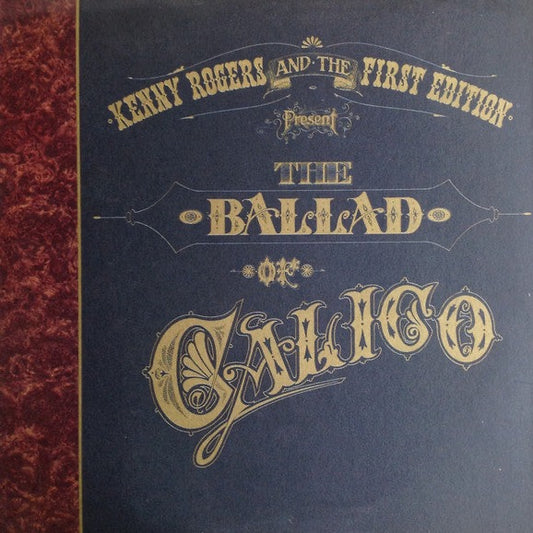 KENNY ROGERS AND · THE FIRST EDITION
Present
THE
BALLAD
OF
CALICO